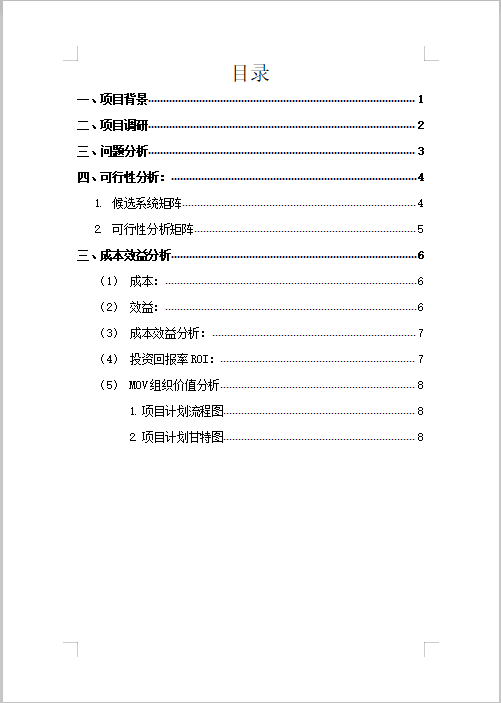 目录
一、项目背景 1
二、项目调研 2
三、问题分析 3
四、可行性分析： 4
1. 候选系统矩阵 4
2. 可行性分析矩阵 5
三、成本效益分析 6
（1） 成本： 6
（2） 效益： 6
（3） 成本效益分析： 7
（4） 投资回报率 ROI： 7
（5） MOV 组织价值分析 8
1. 项目计划流程图 8
2. 项目计划甘特图 8